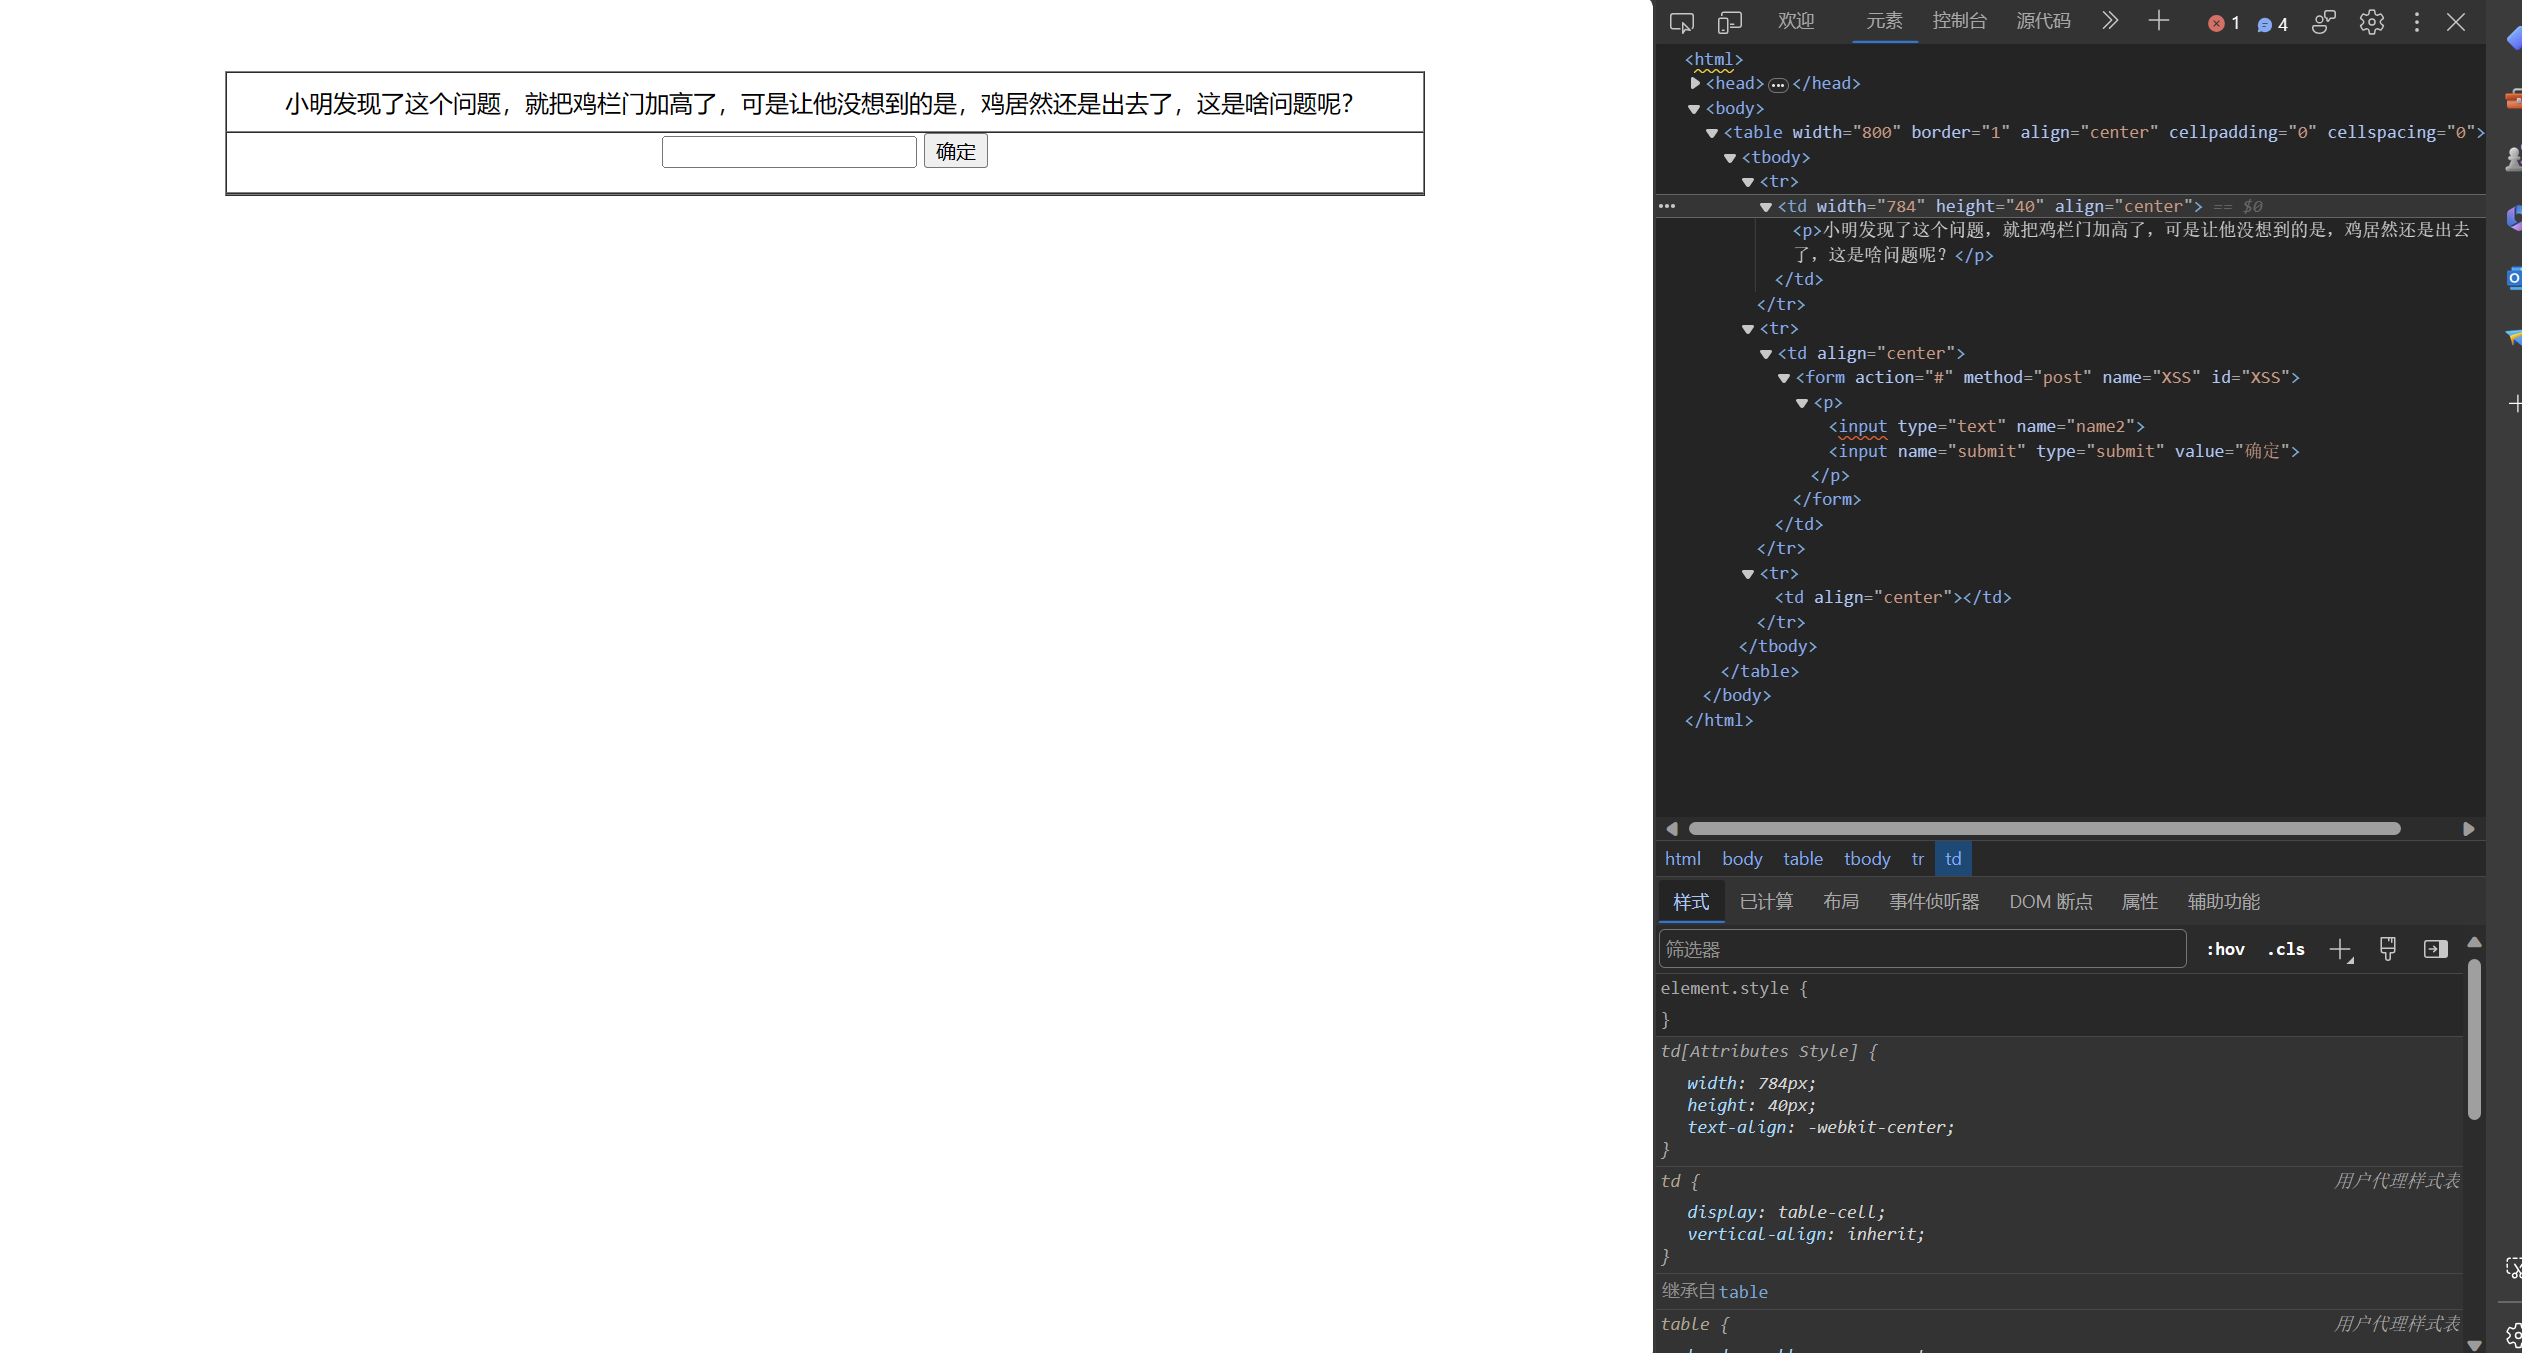 小明发现了这个问题，就把鸡栏门加高了，可是让他没想到的是，鸡居然还是出去了，这是啥问题呢？
确定
欢迎 元素 控制台 源代码 1 4
<html>
<head> </head>
<body>
<table width="800" border="1" align="center" cellpadding="0" cellspacing="0">
<tbody>
<tr>
<td width="784" height="40" align="center"> == $0
<p>小明发现了这个问题，就把鸡栏门加高了，可是让他没想到的是，鸡居然还是出去
了，这是啥问题呢？</p>
</td>
</tr>
<tr>
<td align="center">
<form action="#" method="post" name="XSS" id="XSS">
<p>
<input type="text" name="name2">
<input name="submit" type="submit" value="确定">
</p>
</form>
</td>
</tr>
<tr>
<td align="center"></td>
</tr>
</tbody>
</table>
</body>
</html>
html body table tbody tr td
样式 已计算 布局 事件侦听器 DOM 断点 属性 辅助功能
筛选器 :hov .cls
element.style {
}
td[Attributes Style] {
width: 784px;
height: 40px;
text-align: -webkit-center;
}
td { 用户代理样式表
display: table-cell;
vertical-align: inherit;
}
继承自 table
table { 用户代理样式表